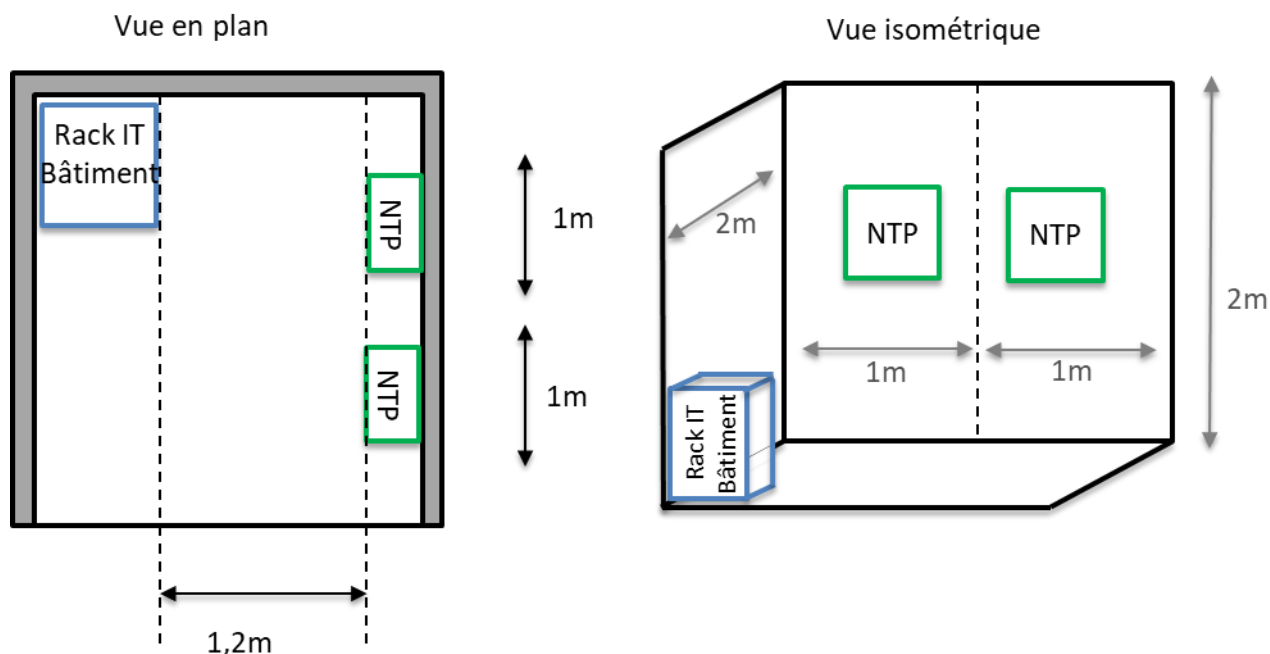 Vue en plan
Rack IT
Bâtiment
NTP
NTP
1m
1m
1,2m
Vue isométrique
2m
NTP
NTP
1m
1m
2m
Rack IT
Bâtiment